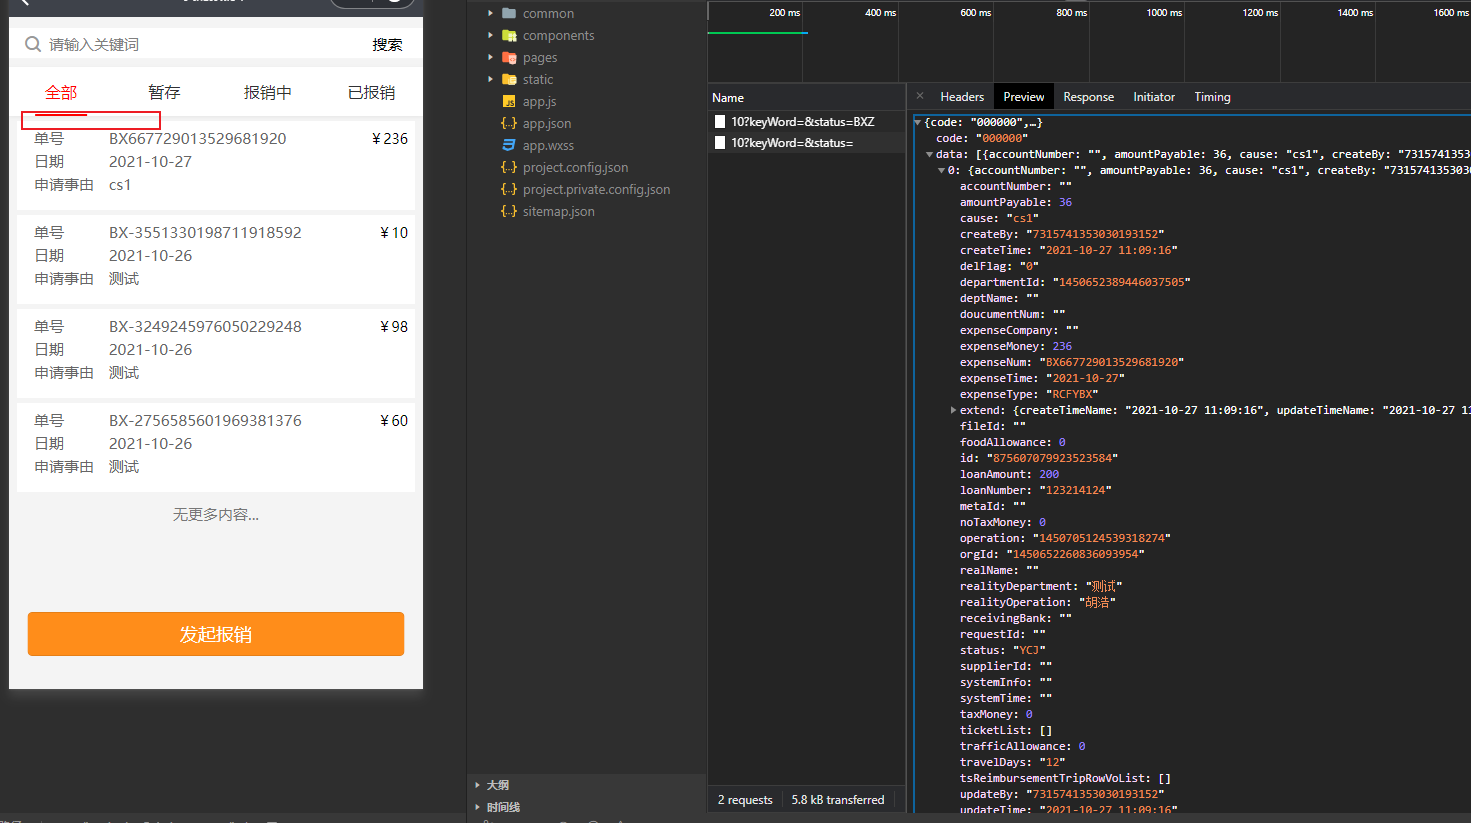 请输入关键词
搜索
全部
暂存
报销中
已报销
单号 BX667729013529681920 ¥236
日期 2021-10-27
申请事由 cs1
单号 BX-3551330198711918592 ¥10
日期 2021-10-26
申请事由 测试
单号 BX-3249245976050229248 ¥98
日期 2021-10-26
申请事由 测试
单号 BX-2756585601969381376 ¥60
日期 2021-10-26
申请事由 测试
无更多内容...
发起报销
common
components
pages
static
app.js
app.json
app.wxss
project.config.json
project.private.config.json
sitemap.json
大纲
时间线
200 ms 400 ms 600 ms 800 ms 1000 ms 1200 ms 1400 ms 1600 ms
Name
10?keyWord=&status=BXZ
10?keyWord=&status=
2 requests 5.8 kB transferred
× Headers Preview Response Initiator Timing
{code: "000000",…}
code: "000000"
data: [{accountNumber: "", amountPayable: 36, cause: "cs1", createBy: "7315741353
0: {accountNumber: "", amountPayable: 36, cause: "cs1", createBy: "731574135303
accountNumber: ""
amountPayable: 36
cause: "cs1"
createBy: "7315741353030193152"
createTime: "2021-10-27 11:09:16"
delFlag: "0"
departmentId: "1450652389446037505"
deptName: ""
doucumentNum: ""
expenseCompany: ""
expenseMoney: 236
expenseNum: "BX667729013529681920"
expenseTime: "2021-10-27"
expenseType: "RCFYBX"
extend: {createTimeName: "2021-10-27 11:09:16", updateTimeName: "2021-10-27 11
fileId: ""
foodAllowance: 0
id: "875607079923523584"
loanAmount: 200
loanNumber: "123214124"
metaId: ""
noTaxMoney: 0
operation: "1450705124539318274"
orgId: "1450652260836093954"
realName: ""
realityDepartment: "测试"
realityOperation: "胡浩"
receivingBank: ""
requestId: ""
status: "YCJ"
supplierId: ""
systemInfo: ""
systemTime: ""
taxMoney: 0
ticketList: []
trafficAllowance: 0
travelDays: "12"
tsReimbursementTripRowVoList: []
updateBy: "7315741353030193152"
updateTime: "2021-10-27 11:09:16"